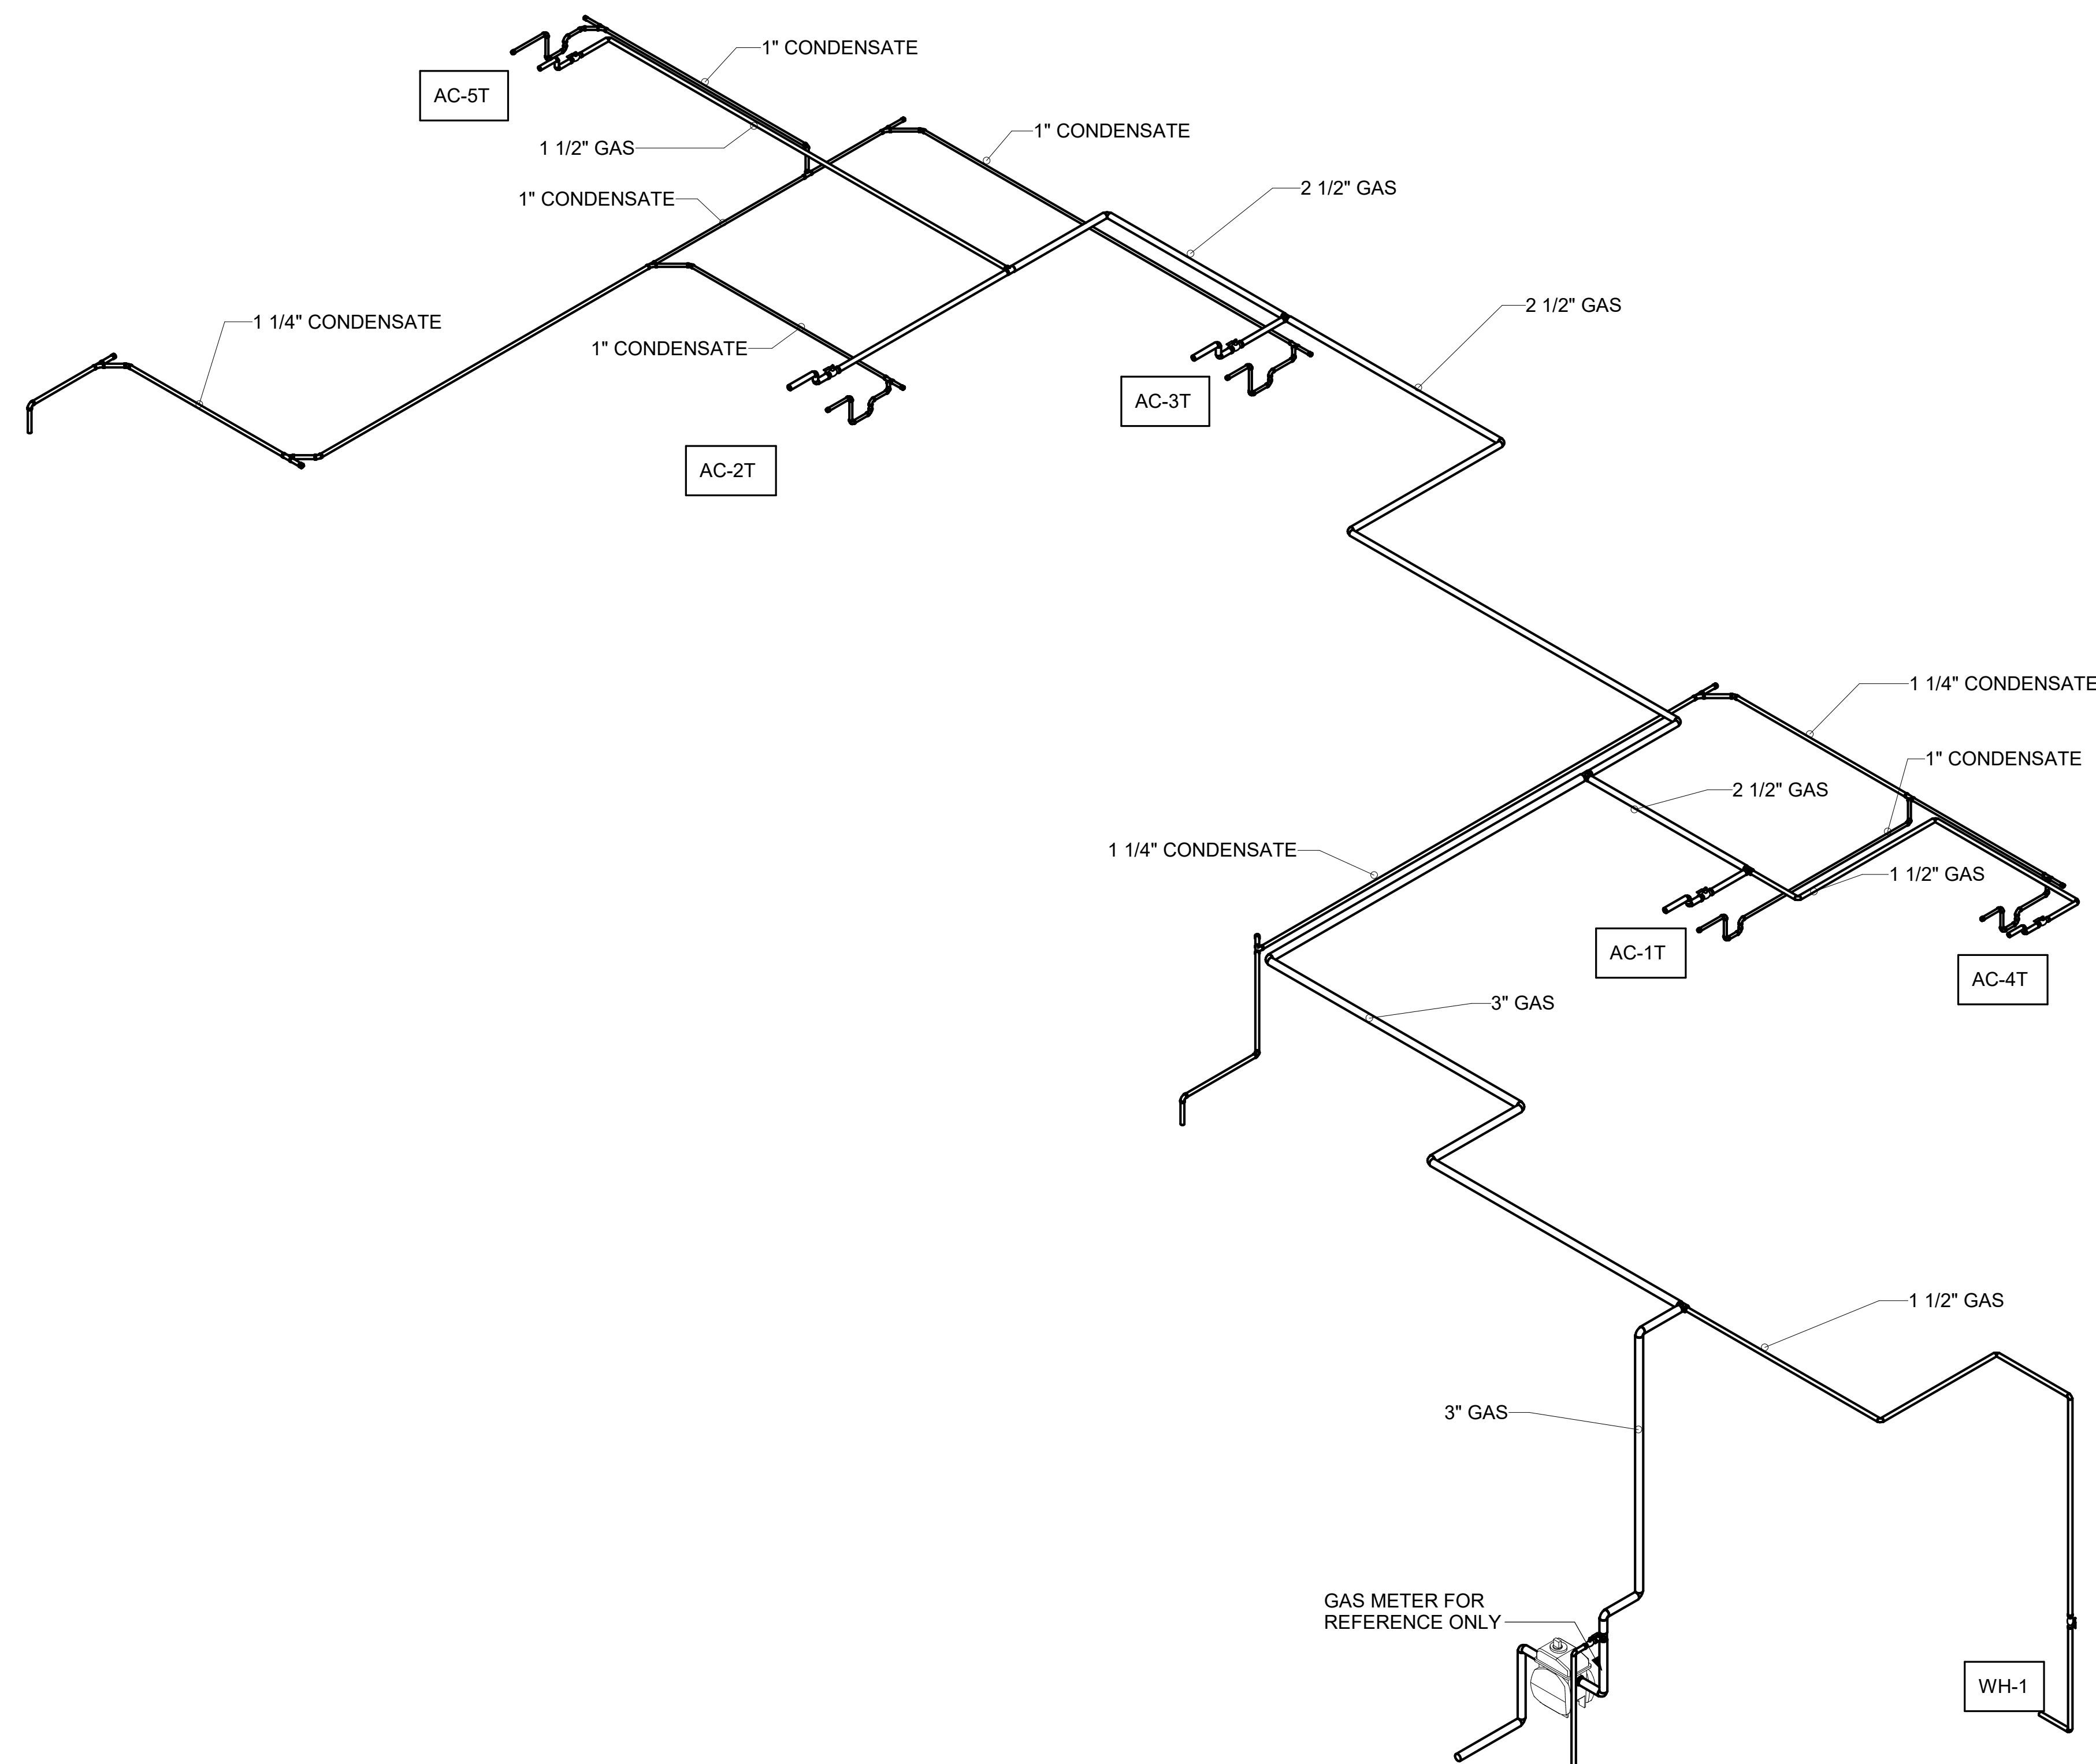 1" CONDENSATE
AC-5T
1" CONDENSATE
1 1/2" GAS
2 1/2" GAS
1" CONDENSATE
2 1/2" GAS
1 1/4" CONDENSATE
1" CONDENSATE
AC-3T
AC-2T
1 1/4" CONDENSATE
1" CONDENSATE
2 1/2" GAS
1 1/4" CONDENSATE
1 1/2" GAS
AC-1T
AC-4T
3" GAS
1 1/2" GAS
3" GAS
GAS METER FOR
REFERENCE ONLY
WH-1